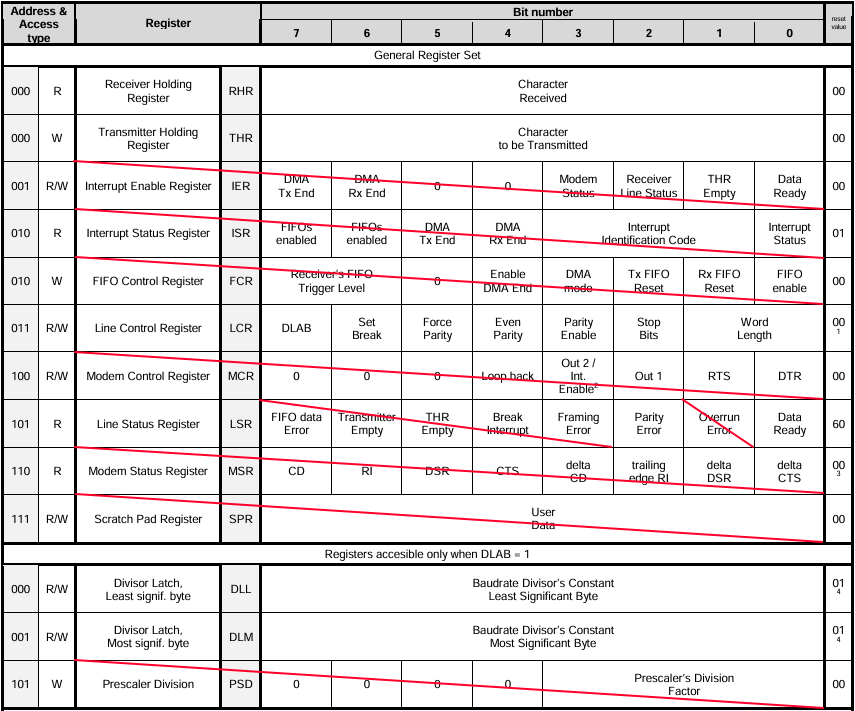 Address & Access type Register Bit number reset value
7 6 5 4 3 2 1 0
General Register Set
000 R Receiver Holding Register RHR Character Received 00
000 W Transmitter Holding Register THR Character to be Transmitted 00
001 R/W Interrupt Enable Register IER DMA Tx End DMA Rx End 0 0 Modem Status Receiver Line Status THR Empty Data Ready 00
010 R Interrupt Status Register ISR FIFOs enabled FIFOs enabled DMA Tx End DMA Rx End Interrupt Identification Code Interrupt Status 01
010 W FIFO Control Register FCR Receiver's FIFO Trigger Level 0 Enable DMA End DMA mode Tx FIFO Reset Rx FIFO Reset FIFO enable 00
011 R/W Line Control Register LCR DLAB Set Break Force Parity Even Parity Parity Enable Stop Bits Word Length 00 1
100 R/W Modem Control Register MCR 0 0 0 Loop back Out 2 / Int. Enable2 Out 1 RTS DTR 00
101 R Line Status Register LSR FIFO data Error Transmitter Empty THR Empty Break Interrupt Framing Error Parity Error Overrun Error Data Ready 60
110 R Modem Status Register MSR CD RI DSR CTS delta CD trailing edge RI delta DSR delta CTS 00 3
111 R/W Scratch Pad Register SPR User Data 00
Registers accesible only when DLAB = 1
000 R/W Divisor Latch, Least signif. byte DLL Baudrate Divisor's Constant Least Significant Byte 01 4
001 R/W Divisor Latch, Most signif. byte DLM Baudrate Divisor's Constant Most Significant Byte 01 4
101 W Prescaler Division PSD 0 0 0 0 Prescaler's Division Factor 00